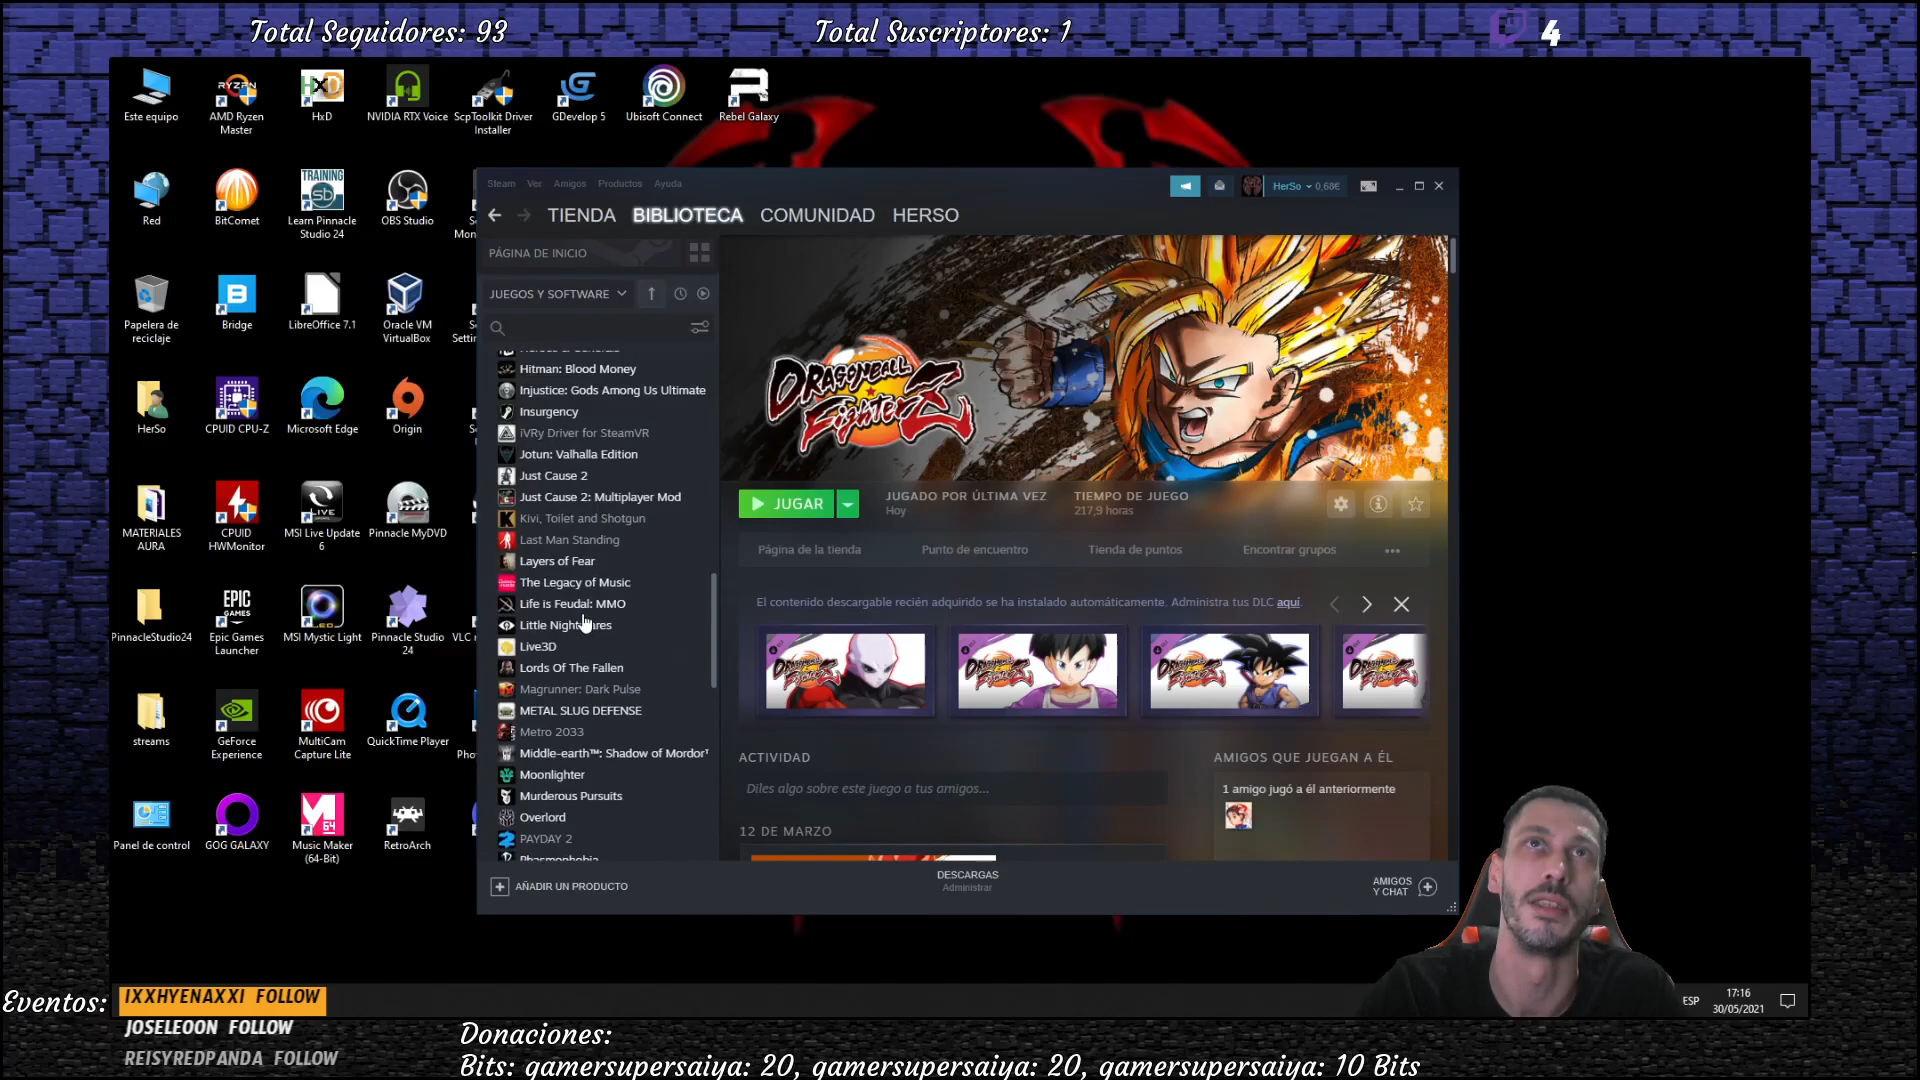 Total Seguidores: 93
Total Suscriptores: 1
4
Este equipo
AMD Ryzen
Master
HxD
NVIDIA RTX Voice
ScpToolkit Driver
Installer
GDevelop 5
Ubisoft Connect
Rebel Galaxy
Red
BitComet
Learn Pinnacle
Studio 24
OBS Studio
Papelera de
reciclaje
Bridge
LibreOffice 7.1
Oracle VM
VirtualBox
HerSo
CPUID CPU-Z
Microsoft Edge
Origin
MATERIALES
AURA
CPUID
HWMonitor
MSI Live Update
6
Pinnacle MyDVD
PinnacleStudio24
Epic Games
Launcher
MSI Mystic Light
Pinnacle Studio
24
streams
GeForce
Experience
MultiCam
Capture Lite
QuickTime Player
Panel de control
GOG GALAXY
Music Maker
(64-Bit)
RetroArch
Steam Ver Amigos Productos Ayuda
HerSo 0,68€
TIENDA BIBLIOTECA COMUNIDAD HERSO
PÁGINA DE INICIO
JUEGOS Y SOFTWARE
Hitman: Blood Money
Injustice: Gods Among Us Ultimate
Insurgency
iVRy Driver for SteamVR
Jotun: Valhalla Edition
Just Cause 2
Just Cause 2: Multiplayer Mod
Kivi, Toilet and Shotgun
Last Man Standing
Layers of Fear
The Legacy of Music
Life is Feudal: MMO
Little Nightmares
Live3D
Lords Of The Fallen
Magrunner: Dark Pulse
METAL SLUG DEFENSE
Metro 2033
Middle-earth™: Shadow of Mordor
Moonlighter
Murderous Pursuits
Overlord
PAYDAY 2
Phasmophobia
AÑADIR UN PRODUCTO
DRAGONBALL
FIGHTERZ
JUGAR
JUGADO POR ÚLTIMA VEZ
Hoy
TIEMPO DE JUEGO
217,9 horas
Página de la tienda
Punto de encuentro
Tienda de puntos
Encontrar grupos
El contenido descargable recién adquirido se ha instalado automáticamente. Administra tus DLC aquí.
ACTIVIDAD
Diles algo sobre este juego a tus amigos...
12 DE MARZO
AMIGOS QUE JUEGAN A ÉL
1 amigo jugó a él anteriormente
DESCARGAS
Administrar
AMIGOS
Y CHAT
ESP
17:16
30/05/2021
Eventos:
IXXHYENAXXI FOLLOW
JOSELEOON FOLLOW
REISYREDPANDA FOLLOW
Donaciones:
Bits: gamersupersaiya: 20, gamersupersaiya: 20, gamersupersaiya: 10 Bits